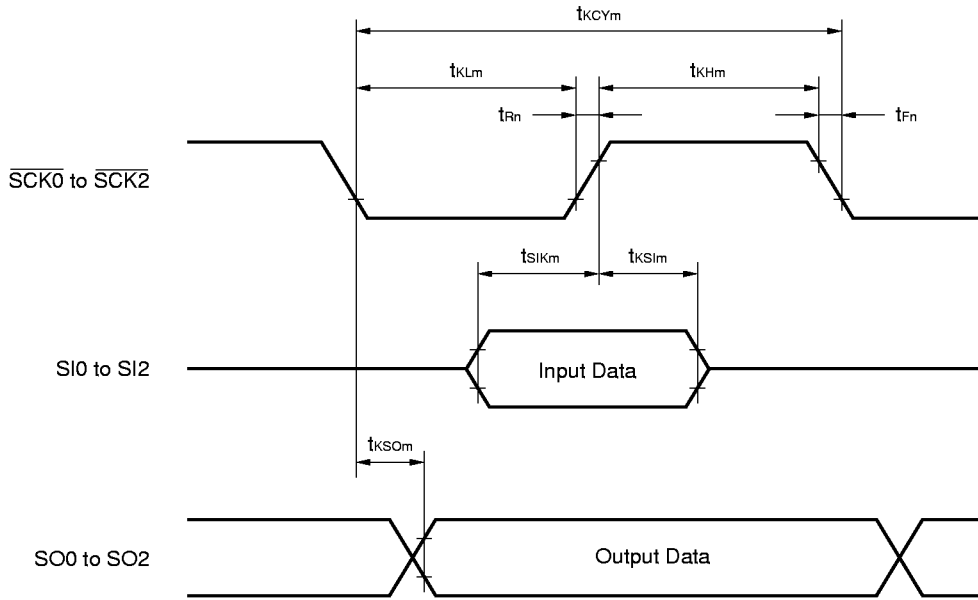 tKCYm
tKLm
tKHm
tRn
tFn
SCK0 to SCK2
tSIKm
tKSIm
SI0 to SI2
Input Data
tKSOm
SO0 to SO2
Output Data